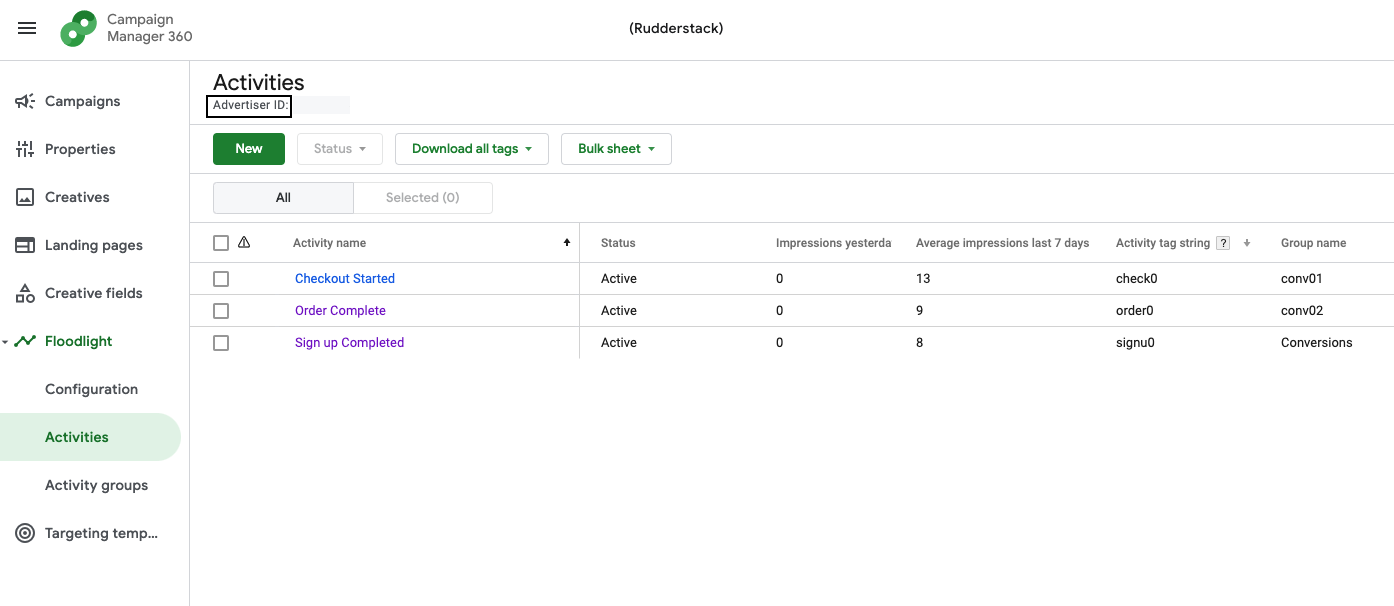 Campaign
Manager 360
(Rudderstack)
Campaigns
Properties
Creatives
Landing pages
Creative fields
Floodlight
Configuration
Activities
Activity groups
Targeting temp...
Activities
Advertiser ID:
New Status Download all tags Bulk sheet
All Selected (0)
Activity name Status Impressions yesterda Average impressions last 7 days Activity tag string ? Group name
Checkout Started Active 0 13 check0 conv01
Order Complete Active 0 9 order0 conv02
Sign up Completed Active 0 8 signu0 Conversions